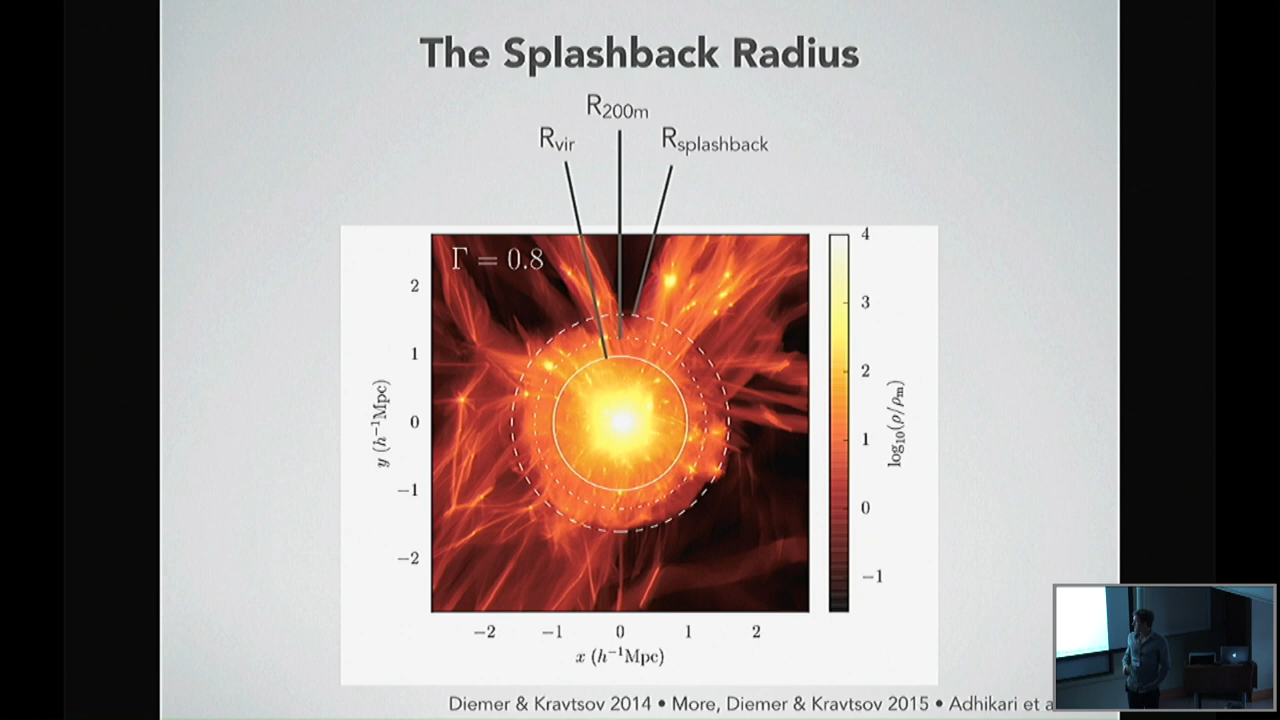 The Splashback Radius
R200m
Rvir
Rsplashback
Γ = 0.8
4
3
2
1
0
−1
log10(ρ/ρm)
2
1
0
−1
−2
y (h−1Mpc)
−2 −1 0 1 2
x (h−1Mpc)
Diemer & Kravtsov 2014 • More, Diemer & Kravtsov 2015 • Adhikari et a